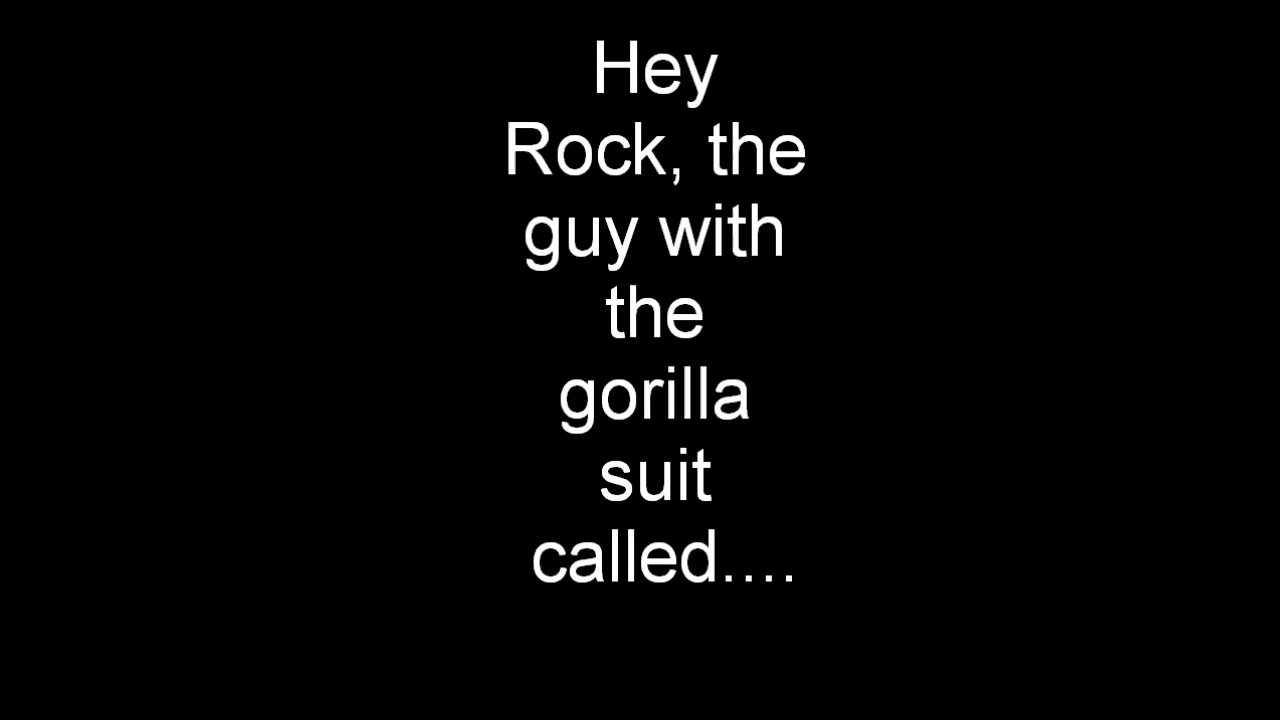 Hey
Rock, the
guy with
the
gorilla
suit
called....